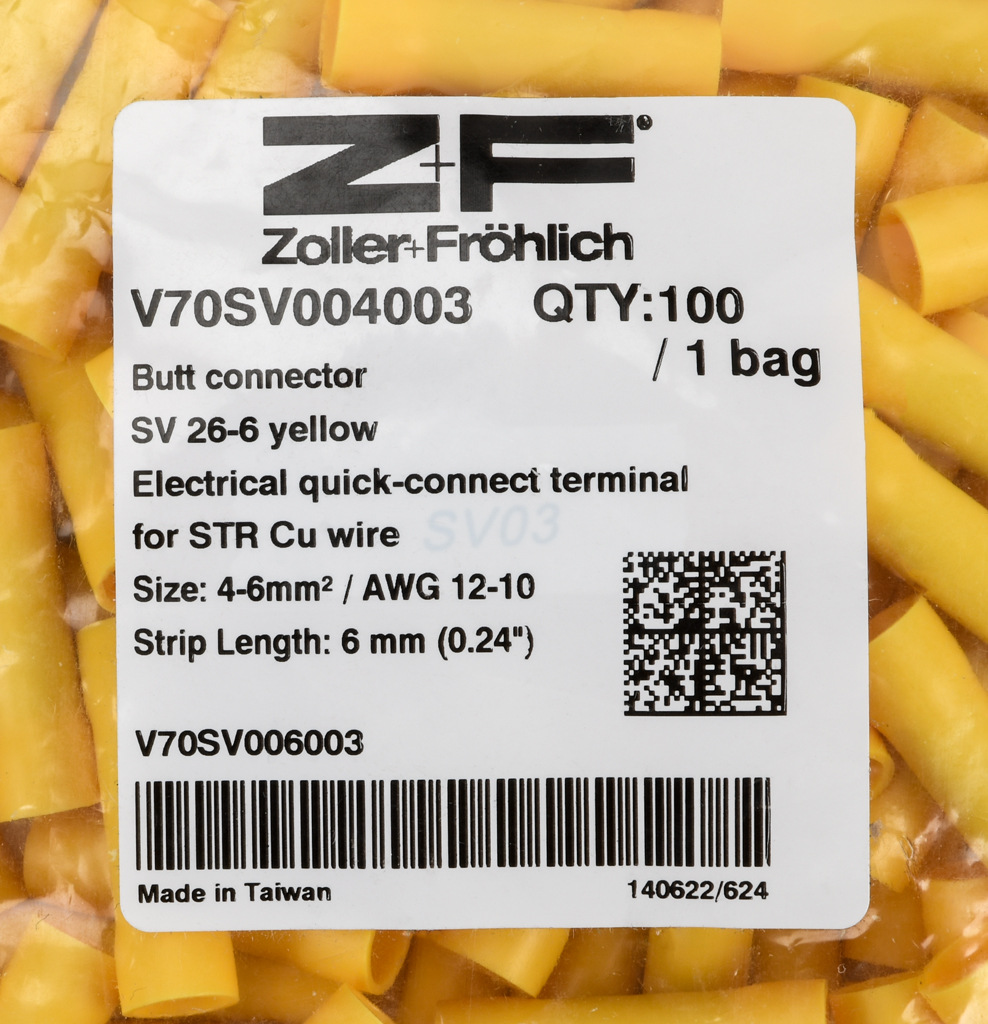 Z+F
Zoller+Fröhlich
V70SV004003 QTY:100
/ 1 bag
Butt connector
SV 26-6 yellow
Electrical quick-connect terminal
for STR Cu wire
SV03
Size: 4-6mm² / AWG 12-10
Strip Length: 6 mm (0.24")
V70SV006003
Made in Taiwan 140622/624